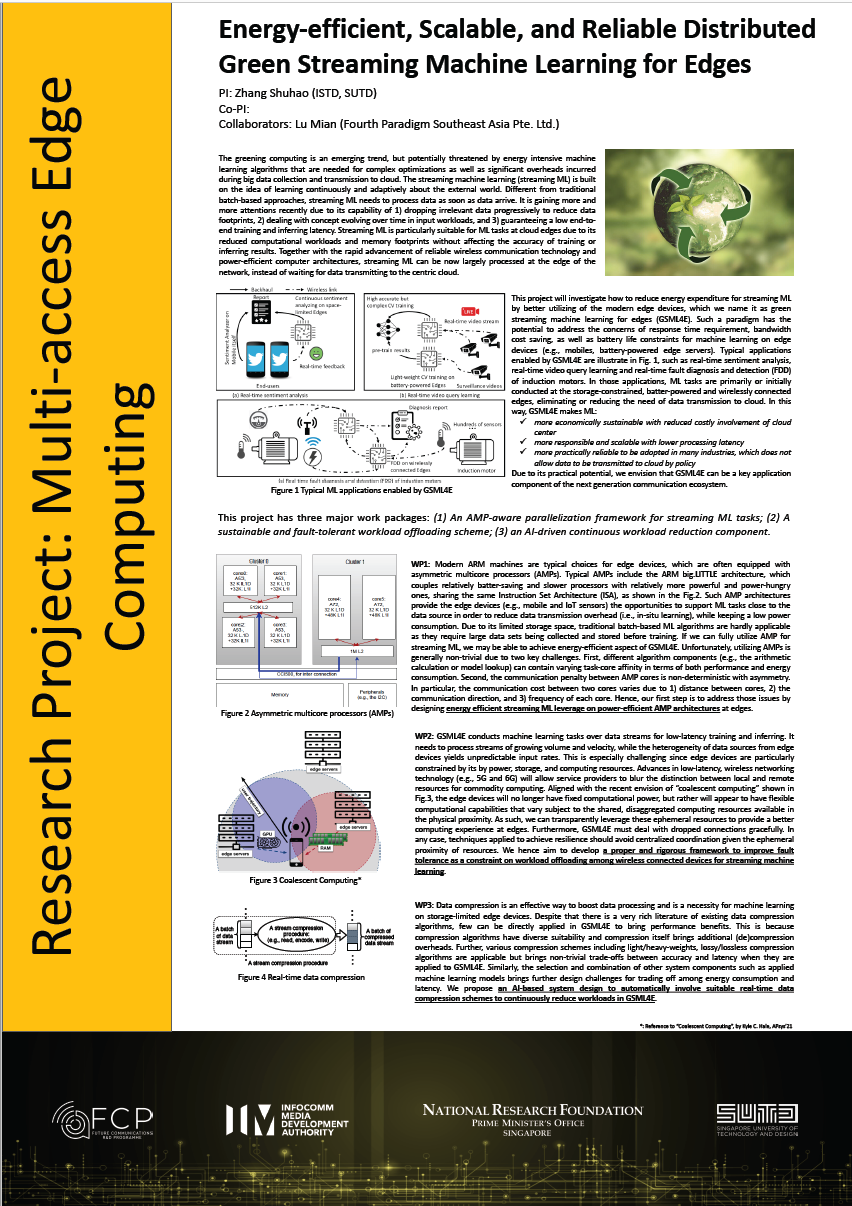 Research Project: Multi-access Edge
Computing
Energy-efficient, Scalable, and Reliable Distributed
Green Streaming Machine Learning for Edges
PI: Zhang Shuhao (ISTD, SUTD)
Co-PI:
Collaborators: Lu Mian (Fourth Paradigm Southeast Asia Pte. Ltd.)
The greening computing is an emerging trend, but potentially threatened by energy intensive machine
learning algorithms that are needed for complex optimizations as well as significant overheads incurred
during big data collection and transmission to cloud. The streaming machine learning (streaming ML) is built
on the idea of learning continuously and adaptively about the external world. Different from traditional
batch-based approaches, streaming ML needs to process data as soon as data arrive. It is gaining more
and more attentions recently due to its capability of 1) dropping irrelevant data progressively to reduce data
footprints, 2) dealing with concept evolving over time in input workloads, and 3) guaranteeing a low end-to-
end training and inferring latency. Streaming ML is particularly suitable for ML tasks at cloud edges due to its
reduced computational workloads and memory footprints without affecting the accuracy of training or
inferring results. Together with the rapid advancement of reliable wireless communication technology and
power-efficient computer architectures, streaming ML can be now largely processed at the edge of the
network, instead of waiting for data transmitting to the centric cloud.
Backhaul
Wireless link
Report
Continuous sentiment
analyzing on space-
limited Edges
Sentiment Analyzer on
Mobile itself
Real-time feedback
End-users
(a) Real-time sentiment analysis
High accurate but
complex CV training
LIVE
Real-time video stream
pre-train results
Light-weight CV training on
battery-powered Edges
Surveillance videos
(b) Real-time video query learning
Diagnosis report
Hundreds of sensors
FDD on wirelessly
connected Edges
Induction motor
(c) Real time fault diagnosis and detection (FDD) of induction motors
Figure 1 Typical ML applications enabled by GSML4E
This project will investigate how to reduce energy expenditure for streaming ML
by better utilizing of the modern edge devices, which we name it as green
streaming machine learning for edges (GSML4E). Such a paradigm has the
potential to address the concerns of response time requirement, bandwidth
cost saving, as well as battery life constraints for machine learning on edge
devices (e.g., mobiles, battery-powered edge servers). Typical applications
enabled by GSML4E are illustrate in Fig. 1, such as real-time sentiment analysis,
real-time video query learning and real-time fault diagnosis and detection (FDD)
of induction motors. In those applications, ML tasks are primarily or initially
conducted at the storage-constrained, batter-powered and wirelessly connected
edges, eliminating or reducing the need of data transmission to cloud. In this
way, GSML4E makes ML:
✓ more economically sustainable with reduced costly involvement of cloud
center
✓ more responsible and scalable with lower processing latency
✓ more practically reliable to be adopted in many industries, which does not
allow data to be transmitted to cloud by policy
Due to its practical potential, we envision that GSML4E can be a key application
component of the next generation communication ecosystem.
This project has three major work packages: (1) An AMP-aware parallelization framework for streaming ML tasks; (2) A
sustainable and fault-tolerant workload offloading scheme; (3) an AI-driven continuous workload reduction component.
Cluster 0
Cluster 1
core0:
A53,
32 K L1D
+32K L1I
core1:
A53,
32 K L1D
+32K L1I
512K L2
core2:
A53,
32 K L1D
+32K L1I
core3:
A53,
32 K L1D
+32K L1I
core4:
A72,
32 K L1D
+48K L1I
core5:
A72,
32 K L1D
+48K L1I
1M L2
CCI500, for inter connection
Memory
Peripherals
(e.g., the I2C)
Figure 2 Asymmetric multicore processors (AMPs)
WP1: Modern ARM machines are typical choices for edge devices, which are often equipped with
asymmetric multicore processors (AMPs). Typical AMPs include the ARM big.LITTLE architecture, which
couples relatively batter-saving and slower processors with relatively more powerful and power-hungry
ones, sharing the same Instruction Set Architecture (ISA), as shown in the Fig.2. Such AMP architectures
provide the edge devices (e.g., mobile and IoT sensors) the opportunities to support ML tasks close to the
data source in order to reduce data transmission overhead (i.e., in-situ learning), while keeping a low power
consumption. Due to its limited storage space, traditional batch-based ML algorithms are hardly applicable
as they require large data sets being collected and stored before training. If we can fully utilize AMP for
streaming ML, we may be able to achieve energy-efficient aspect of GSML4E. Unfortunately, utilizing AMPs is
generally non-trivial due to two key challenges. First, different algorithm components (e.g., the arithmetic
calculation or model lookup) can contain varying task-core affinity in terms of both performance and energy
consumption. Second, the communication penalty between AMP cores is non-deterministic with asymmetry.
In particular, the communication cost between two cores varies due to 1) distance between cores, 2) the
communication direction, and 3) frequency of each core. Hence, our first step is to address those issues by
designing energy efficient streaming ML leverage on power-efficient AMP architectures at edges.
edge servers
user trajectory
edge servers
GPU
RAM
edge servers
Figure 3 Coalescent Computing*
WP2: GSML4E conducts machine learning tasks over data streams for low-latency training and inferring. It
needs to process streams of growing volume and velocity, while the heterogeneity of data sources from edge
devices yields unpredictable input rates. This is especially challenging since edge devices are particularly
constrained by its by power, storage, and computing resources. Advances in low-latency, wireless networking
technology (e.g., 5G and 6G) will allow service providers to blur the distinction between local and remote
resources for commodity computing. Aligned with the recent envision of "coalescent computing" shown in
Fig.3, the edge devices will no longer have fixed computational power, but rather will appear to have flexible
computational capabilities that vary subject to the shared, disaggregated computing resources available in
the physical proximity. As such, we can transparently leverage these ephemeral resources to provide a better
computing experience at edges. Furthermore, GSML4E must deal with dropped connections gracefully. In
any case, techniques applied to achieve resilience should avoid centralized coordination given the ephemeral
proximity of resources. We hence aim to develop a proper and rigorous framework to improve fault
tolerance as a constraint on workload offloading among wireless connected devices for streaming machine
learning.
A batch
of data
stream
A stream compression
procedure:
(e.g., read, encode, write)
A batch of
compressed
data stream
A stream compression procedure
Figure 4 Real-time data compression
WP3: Data compression is an effective way to boost data processing and is a necessity for machine learning
on storage-limited edge devices. Despite that there is a very rich literature of existing data compression
algorithms, few can be directly applied in GSML4E to bring performance benefits. This is because
compression algorithms have diverse suitability and compression itself brings additional (de)compression
overheads. Further, various compression schemes including light/heavy-weights, lossy/lossless compression
algorithms are applicable but brings non-trivial trade-offs between accuracy and latency when they are
applied to GSML4E. Similarly, the selection and combination of other system components such as applied
machine learning models brings further design challenges for trading off among energy consumption and
latency. We propose an AI-based system design to automatically involve suitable real-time data
compression schemes to continuously reduce workloads in GSML4E.
*: Reference to "Coalescent Computing", by Kyle C. Hale, APsys'21
FCP
FUTURE COMMUNICATIONS
R&D PROGRAMME
INFOCOMM
MEDIA
DEVELOPMENT
AUTHORITY
NATIONAL RESEARCH FOUNDATION
PRIME MINISTER'S OFFICE
SINGAPORE
SUTD
SINGAPORE UNIVERSITY OF
TECHNOLOGY AND DESIGN